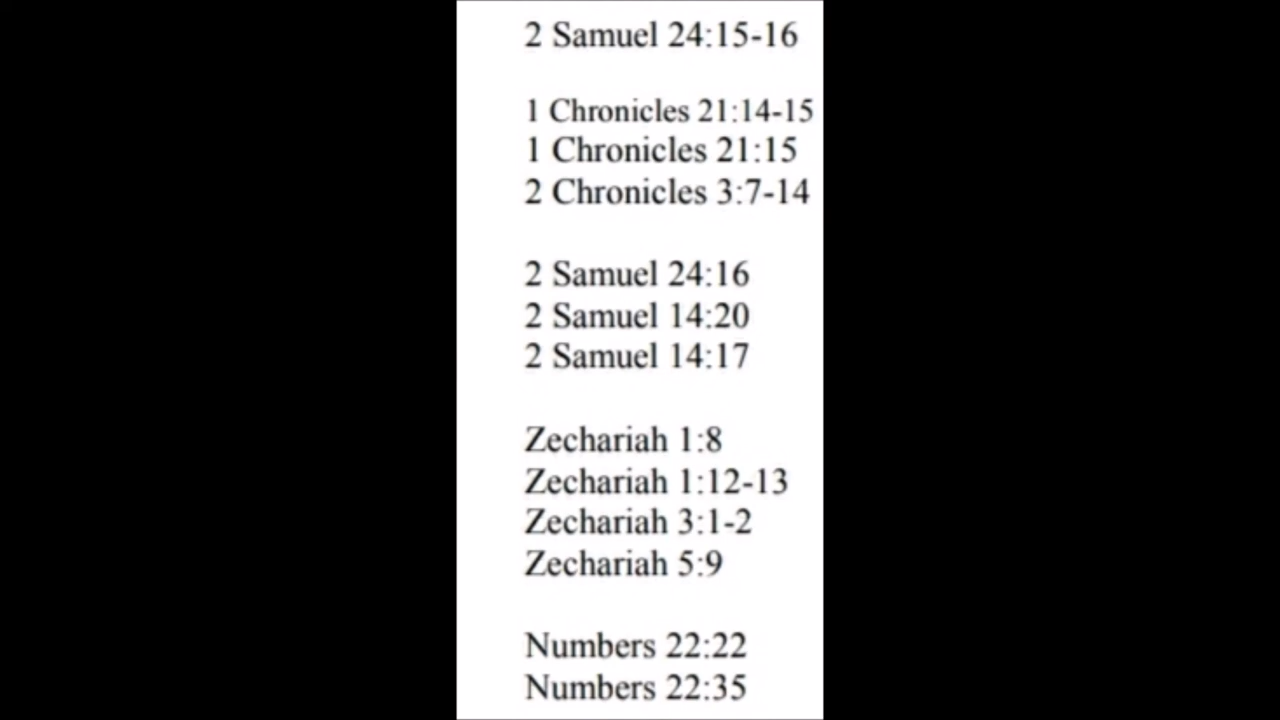 2 Samuel 24:15-16
1 Chronicles 21:14-15
1 Chronicles 21:15
2 Chronicles 3:7-14
2 Samuel 24:16
2 Samuel 14:20
2 Samuel 14:17
Zechariah 1:8
Zechariah 1:12-13
Zechariah 3:1-2
Zechariah 5:9
Numbers 22:22
Numbers 22:35